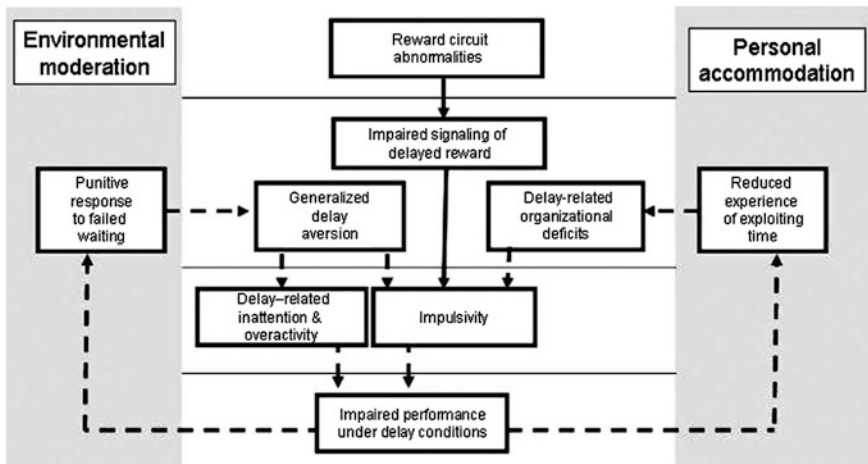 Environmental
moderation
Reward circuit
abnormalities
Personal
accommodation
Impaired signaling of
delayed reward
Punitive
response
to failed
waiting
Generalized
delay
aversion
Delay-related
organizational
deficits
Reduced
experience
of exploiting
time
Delay–related
inattention &
overactivity
Impulsivity
Impaired performance
under delay conditions